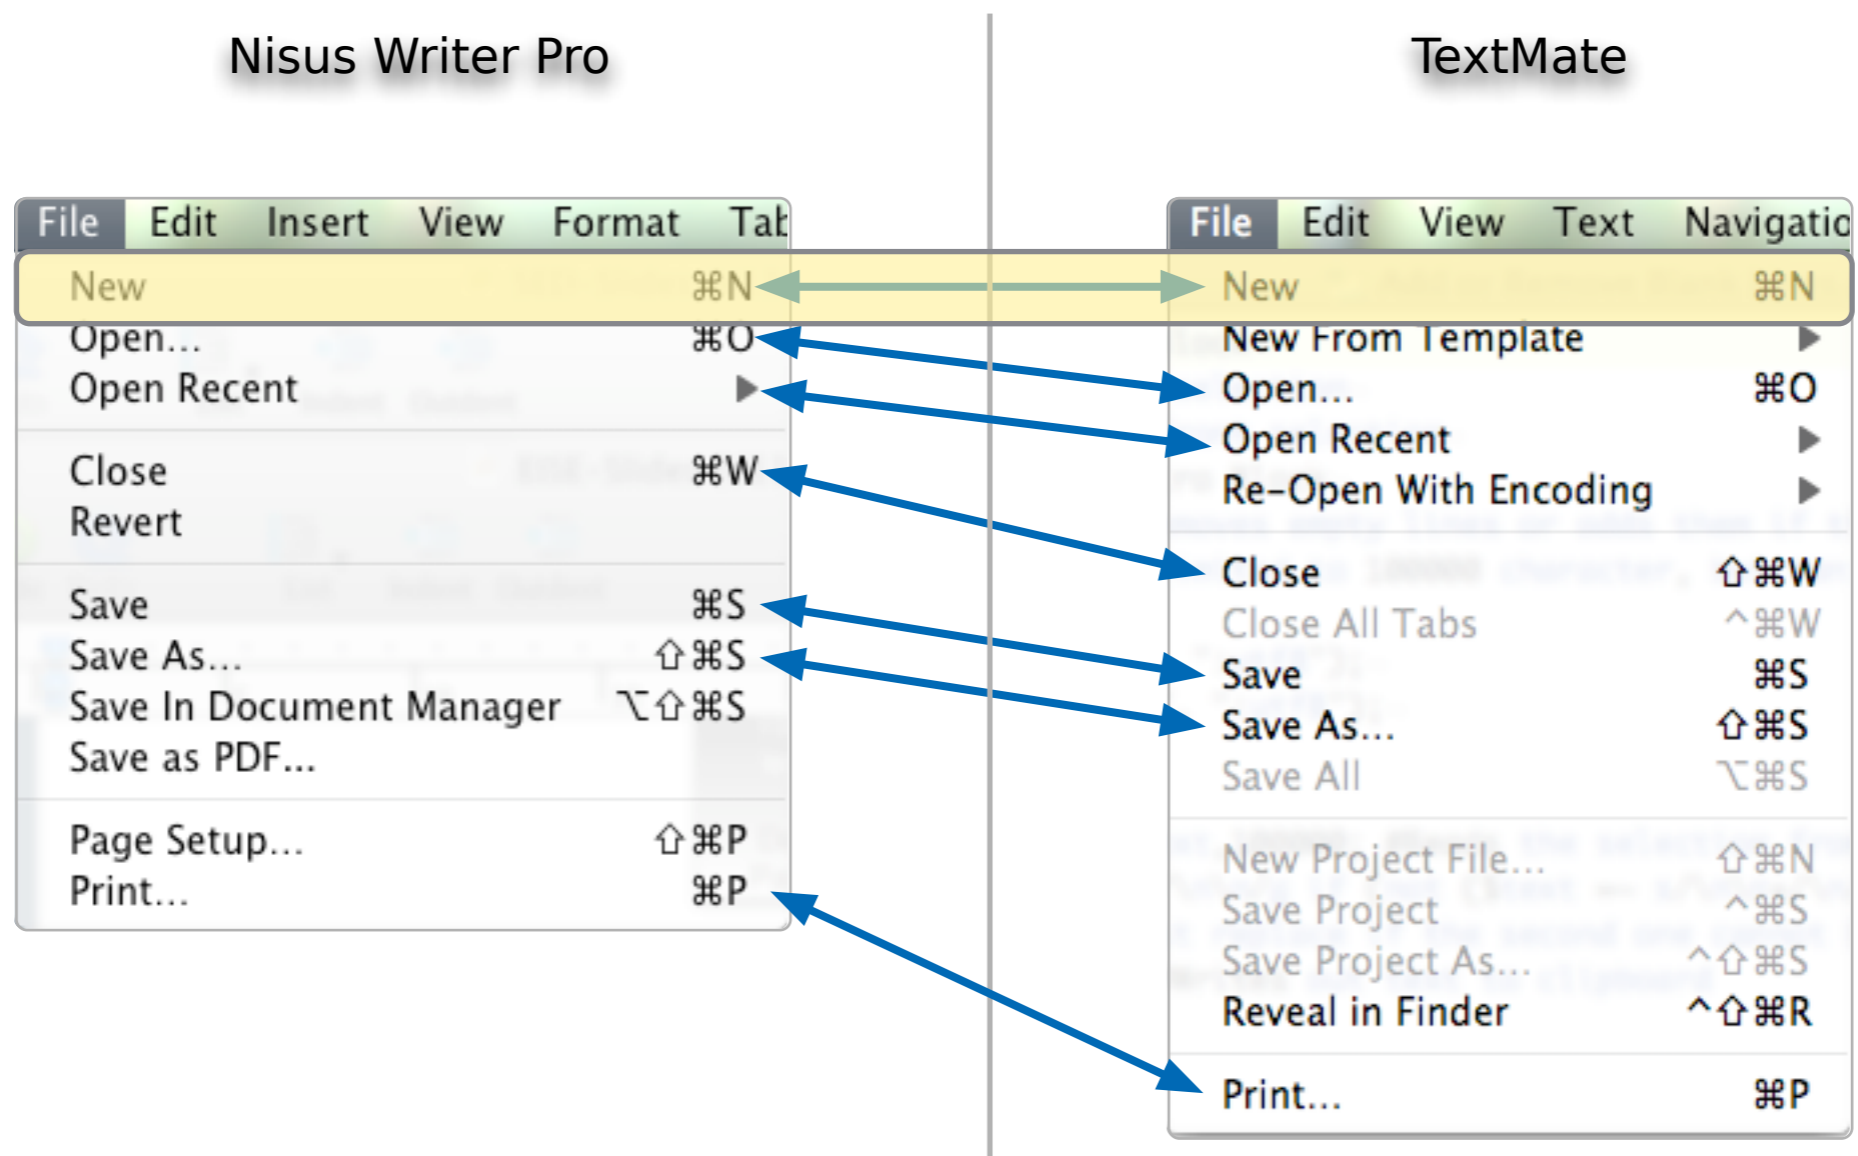 Nisus Writer Pro
TextMate
File Edit Insert View Format Tab
New ⌘N
Open... ⌘O
Open Recent ▶
Close ⌘W
Revert
Save ⌘S
Save As... ⇧⌘S
Save In Document Manager ⌥⇧⌘S
Save as PDF...
Page Setup... ⇧⌘P
Print... ⌘P
File Edit View Text Navigatio
New ⌘N
New From Template ▶
Open... ⌘O
Open Recent ▶
Re-Open With Encoding ▶
Close ⇧⌘W
Close All Tabs ^⌘W
Save ⌘S
Save As... ⇧⌘S
Save All ⌥⌘S
New Project File... ⇧⌘N
Save Project ^⌘S
Save Project As... ^⇧⌘S
Reveal in Finder ^⇧⌘R
Print... ⌘P